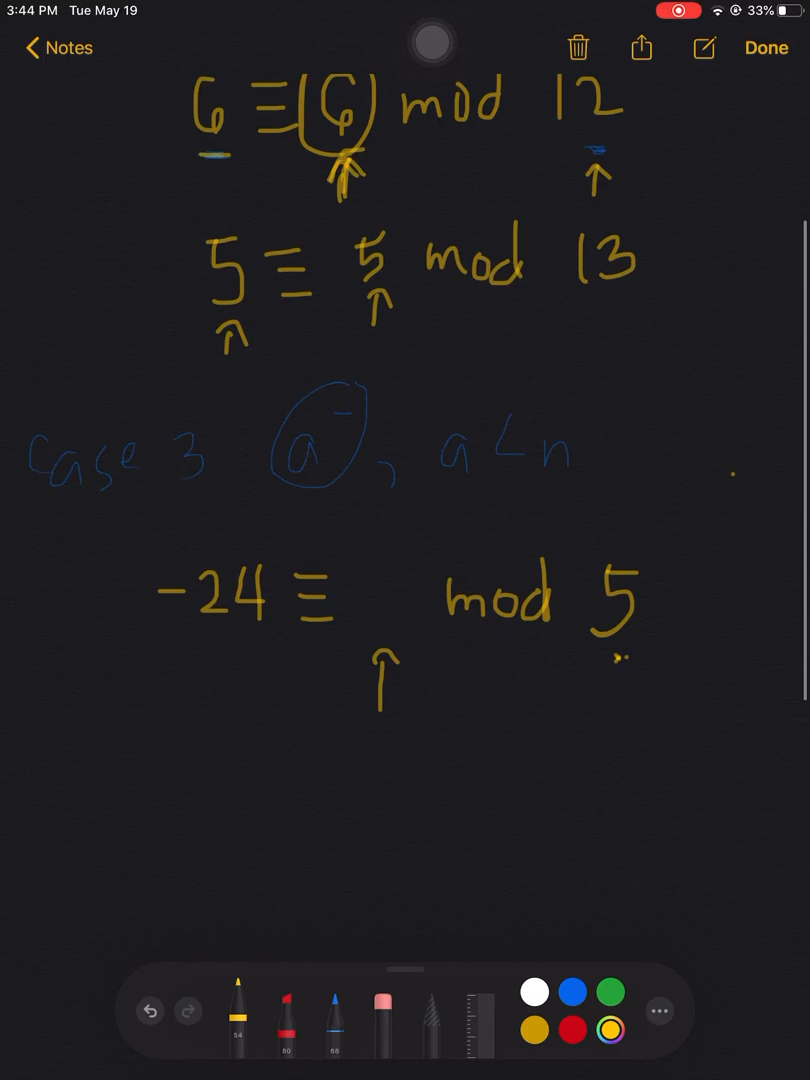 3:44 PM Tue May 19 33%
Notes Done
6 ≡ 6 mod 12
5 ≡ 5 mod 13
Case 3 a⁻, a < n
-24 ≡ mod 5
54 80 68